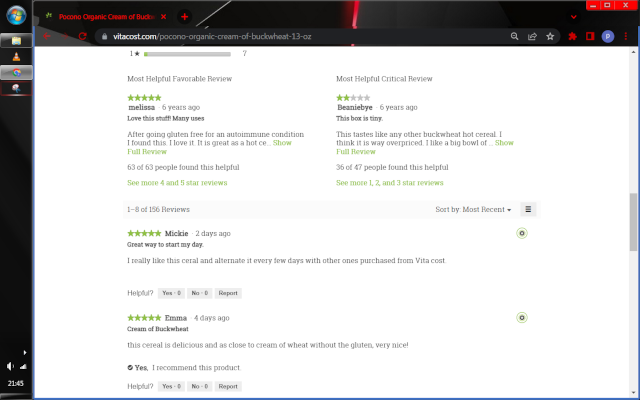 Pocono Organic Cream of Buckw
vitacost.com/pocono-organic-cream-of-buckwheat-13-oz
p
1★ 7
Most Helpful Favorable Review
melissa · 6 years ago
Love this stuff! Many uses
After going gluten free for an autoimmune condition
I found this. I love it. It is great as a hot ce... Show
Full Review
63 of 63 people found this helpful
See more 4 and 5 star reviews
Most Helpful Critical Review
Beaniebye · 6 years ago
This box is tiny.
This tastes like any other buckwheat hot cereal. I
think it is way overpriced. I like a big bowl of ... Show
Full Review
36 of 47 people found this helpful
See more 1, 2, and 3 star reviews
1–8 of 156 Reviews
Sort by: Most Recent
Mickie · 2 days ago
Great way to start my day.
I really like this ceral and alternate it every few days with other ones purchased from Vita cost.
Helpful? Yes · 0 No · 0 Report
Emma · 4 days ago
Cream of Buckwheat
this cereal is delicious and as close to cream of wheat without the gluten, very nice!
Yes, I recommend this product.
Helpful? Yes · 0 No · 0 Report
21:45